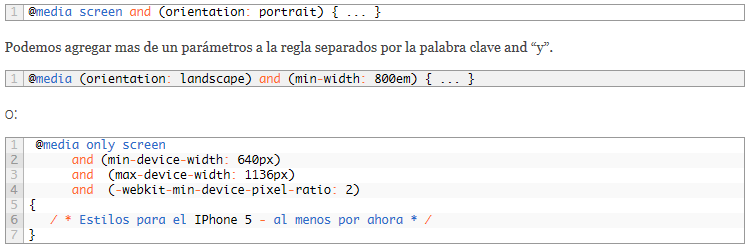 1 @media screen and (orientation: portrait) { ... }
Podemos agregar mas de un parámetros a la regla separados por la palabra clave and “y”.
1 @media (orientation: landscape) and (min-width: 800em) { ... }
O:
1 @media only screen
2 and (min-device-width: 640px)
3 and (max-device-width: 1136px)
4 and (-webkit-min-device-pixel-ratio: 2)
5 {
6 / * Estilos para el IPhone 5 - al menos por ahora * /
7 }